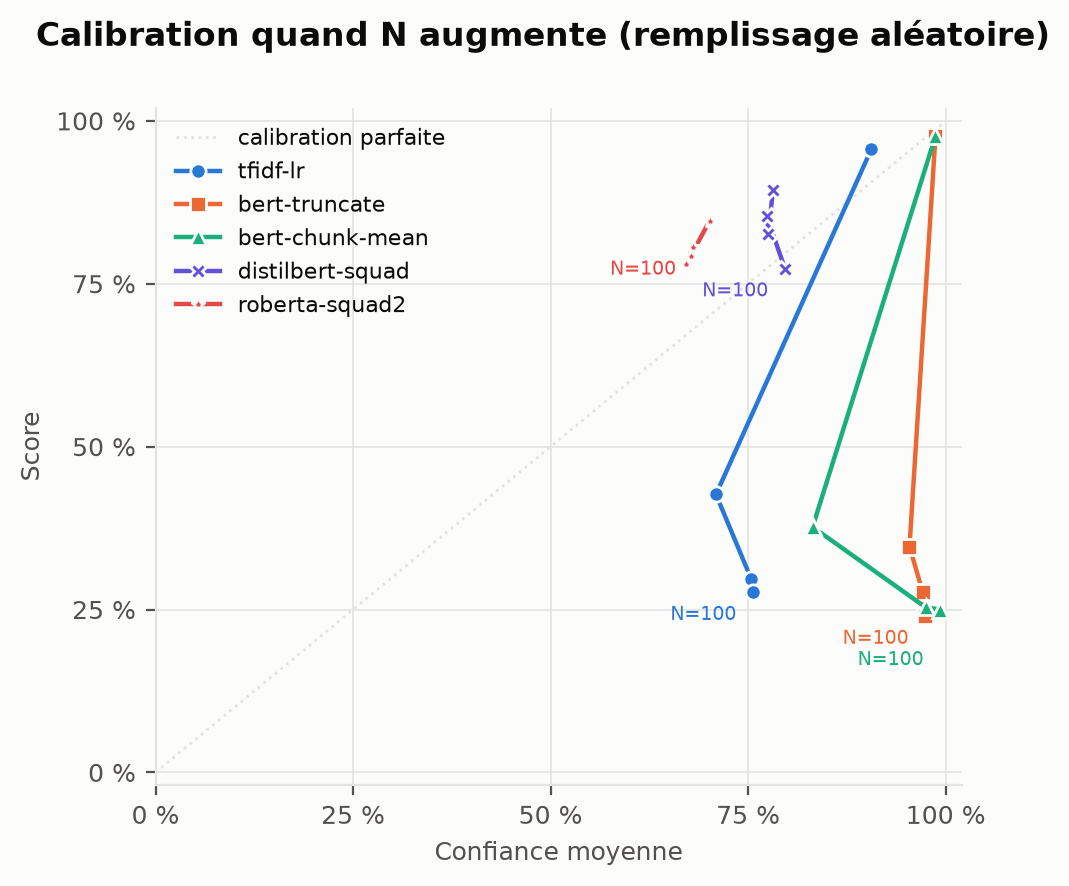 Calibration quand N augmente (remplissage aléatoire)
100 %
75 %
50 %
25 %
0 %
Score
calibration parfaite
tfidf-lr
bert-truncate
bert-chunk-mean
distilbert-squad
roberta-squad2
N=100
N=100
N=100
N=100
N=100
0 %
25 %
50 %
75 %
100 %
Confiance moyenne